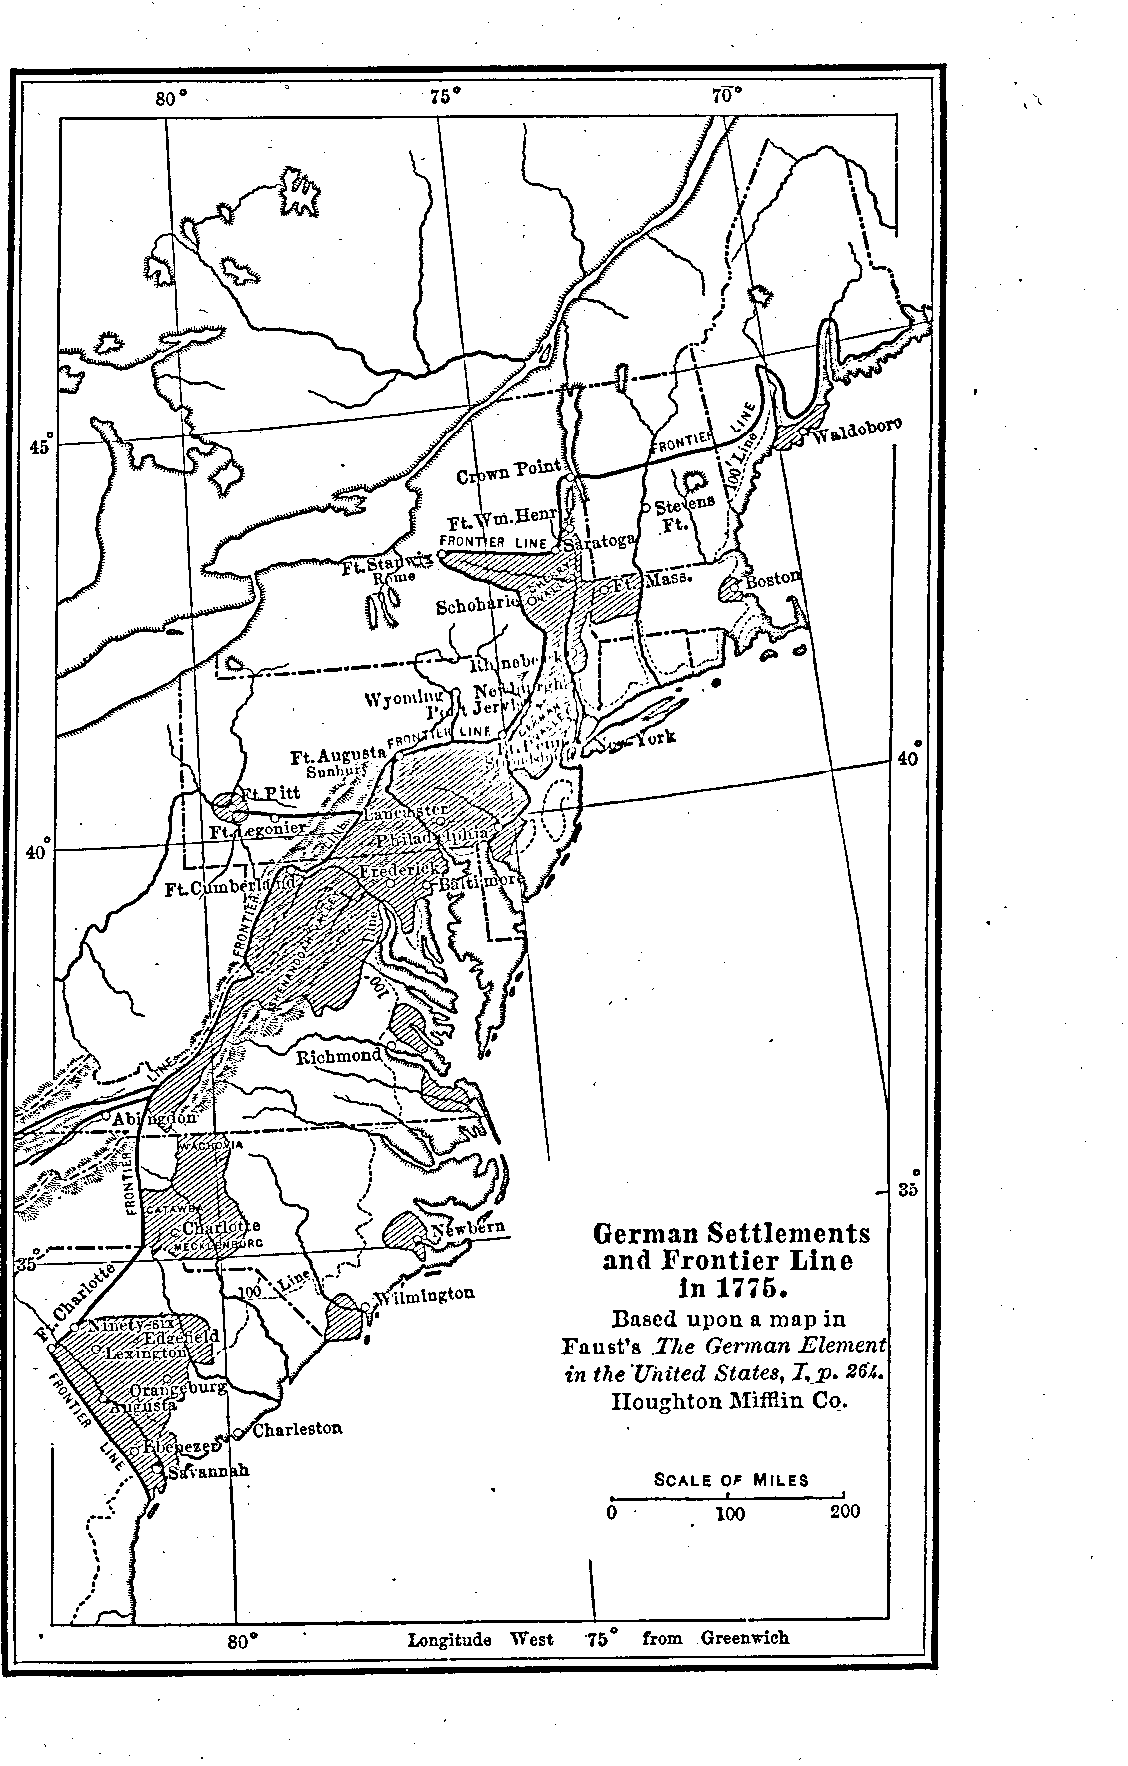 80°
75°
70°
45°
Waldoboro
FRONTIER LINE
100' Line
Crown Point
Stevens
Ft.
Ft. Wm. Henry
FRONTIER LINE
Saratoga
Ft. Stanwix
Rome
Ft. Mass.
Boston
Schoharie
Rhinebeck
Wyoming
Newburgh
Port Jervis
FRONTIER LINE
New York
Ft. Augusta
Sunbury
40°
Ft. Pitt
Lancaster
Ft. Legonier
Philadelphia
40°
Frederick
Ft. Cumberland
Baltimore
FRONTIER
SHENANDOAH VALLEY
100'
Richmond
LINE
Abingdon
WACHOVIA
FRONTIER
35°
CATAWBA
Charlotte
Newbern
MECKLENBURG
35°
100' Line
Ft. Charlotte
Wilmington
Ninety-six
Edgefield
Lexington
Orangeburg
Augusta
FRONTIER LINE
Charleston
Ebenezer
Savannah
German Settlements
and Frontier Line
in 1775.
Based upon a map in
Faust's The German Element
in the United States, I, p. 264.
Houghton Mifflin Co.
SCALE OF MILES
0 100 200
80°
Longitude West 75° from Greenwich